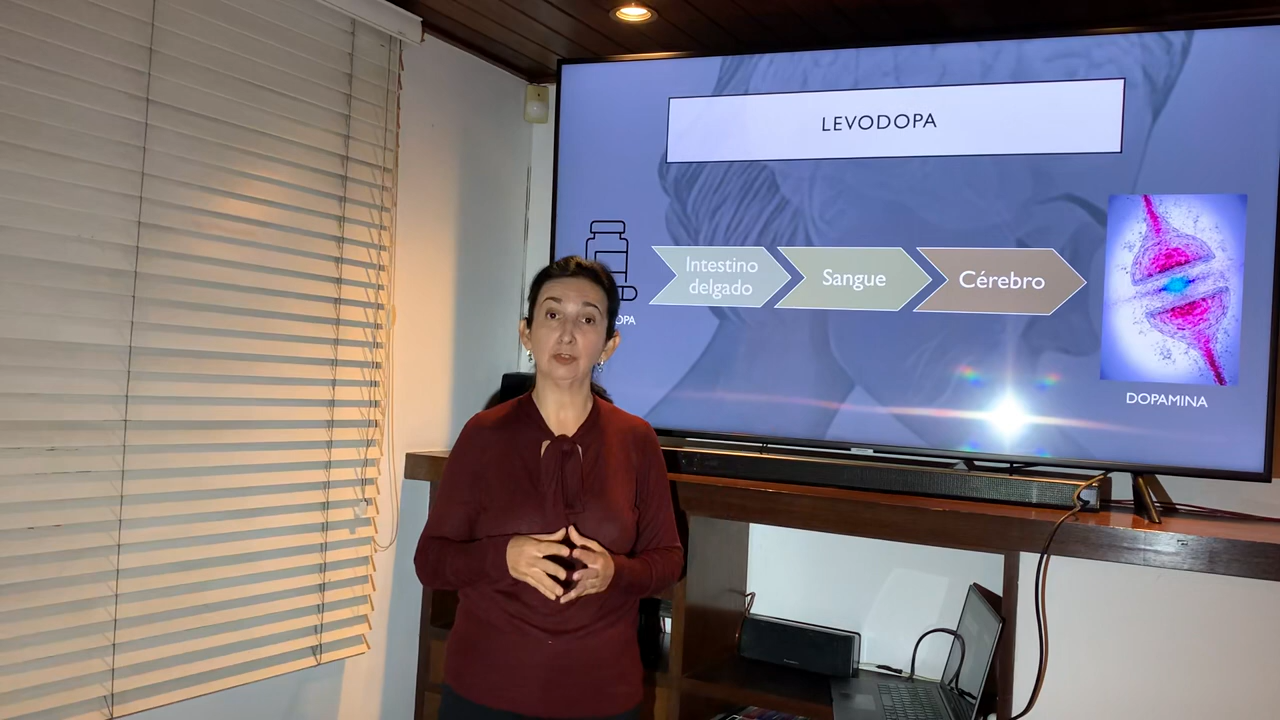 LEVODOPA
Intestino
delgado
Sangue
Cérebro
DOPAMINA